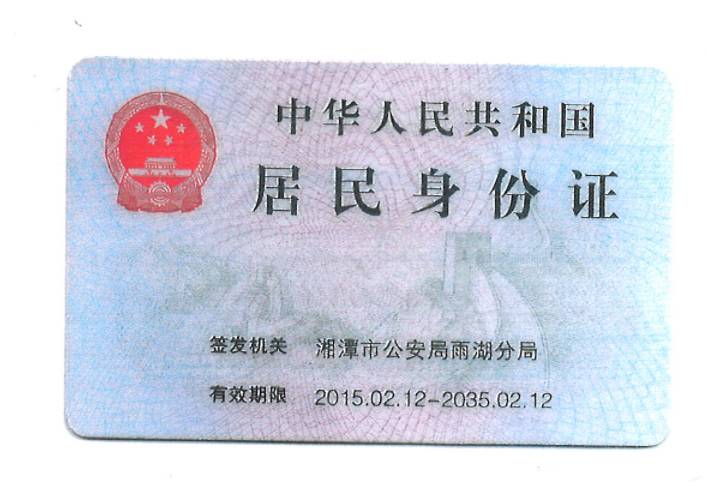 中华人民共和国
居民身份证
签发机关 湘潭市公安局雨湖分局
有效期限 2015.02.12-2035.02.12